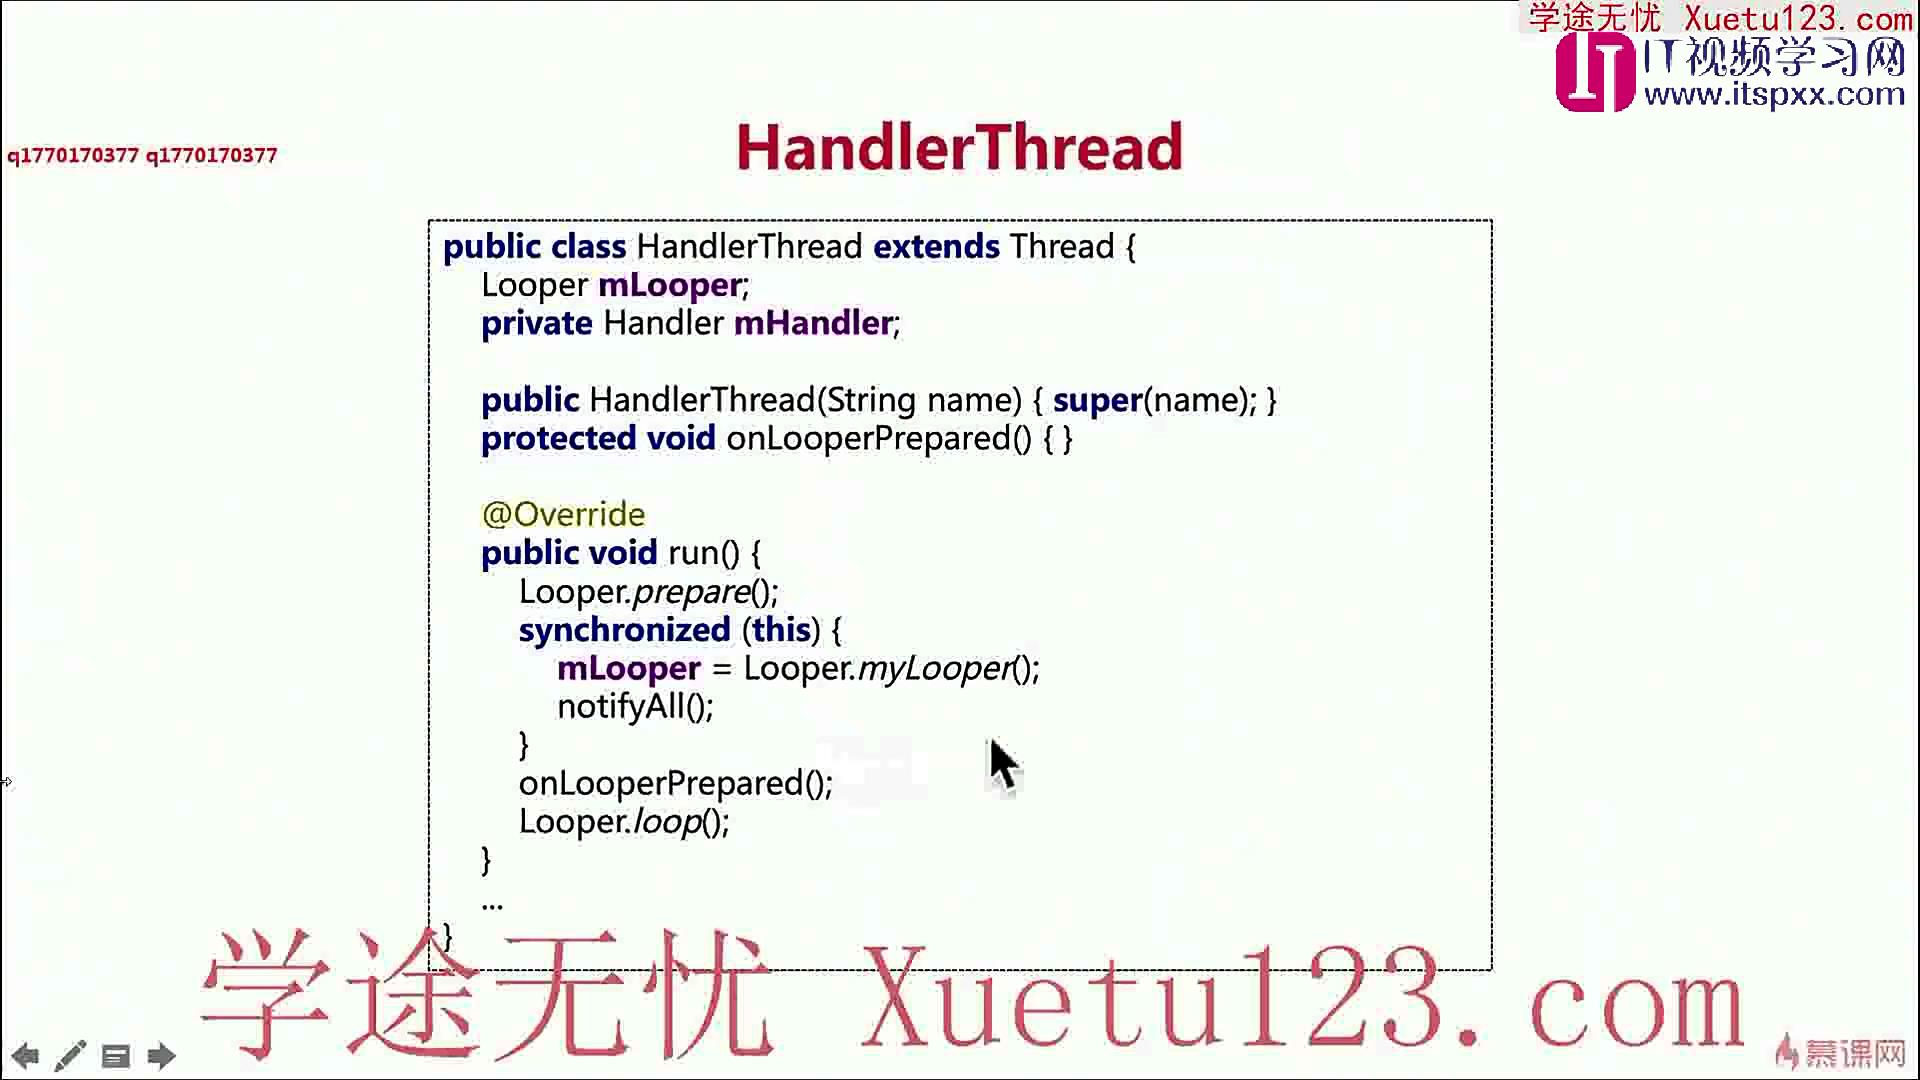 学途无忧 Xuetu123.com
IT视频学习网
www.itspxx.com
HandlerThread
q1770170377 q1770170377
public class HandlerThread extends Thread {
Looper mLooper;
private Handler mHandler;
public HandlerThread(String name) { super(name); }
protected void onLooperPrepared() { }
@Override
public void run() {
Looper.prepare();
synchronized (this) {
mLooper = Looper.myLooper();
notifyAll();
}
onLooperPrepared();
Looper.loop();
}
...
}
学途无忧 Xuetu123.com
慕课网